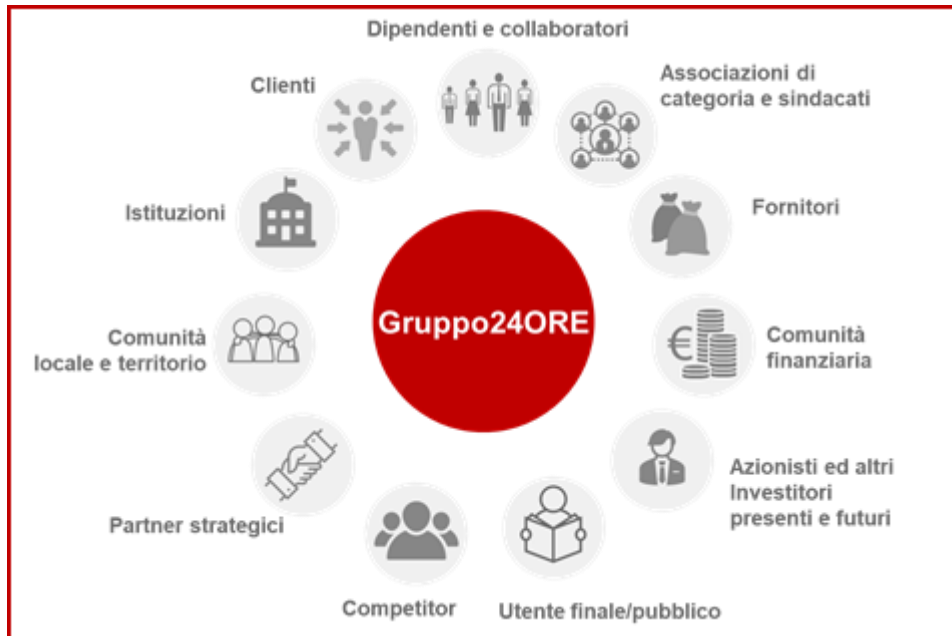 Dipendenti e collaboratori
Associazioni di
categoria e sindacati
Clienti
Fornitori
Istituzioni
Gruppo24ORE
Comunità
finanziaria
Comunità
locale e territorio
Azionisti ed altri
Investitori
presenti e futuri
Partner strategici
Competitor
Utente finale/pubblico